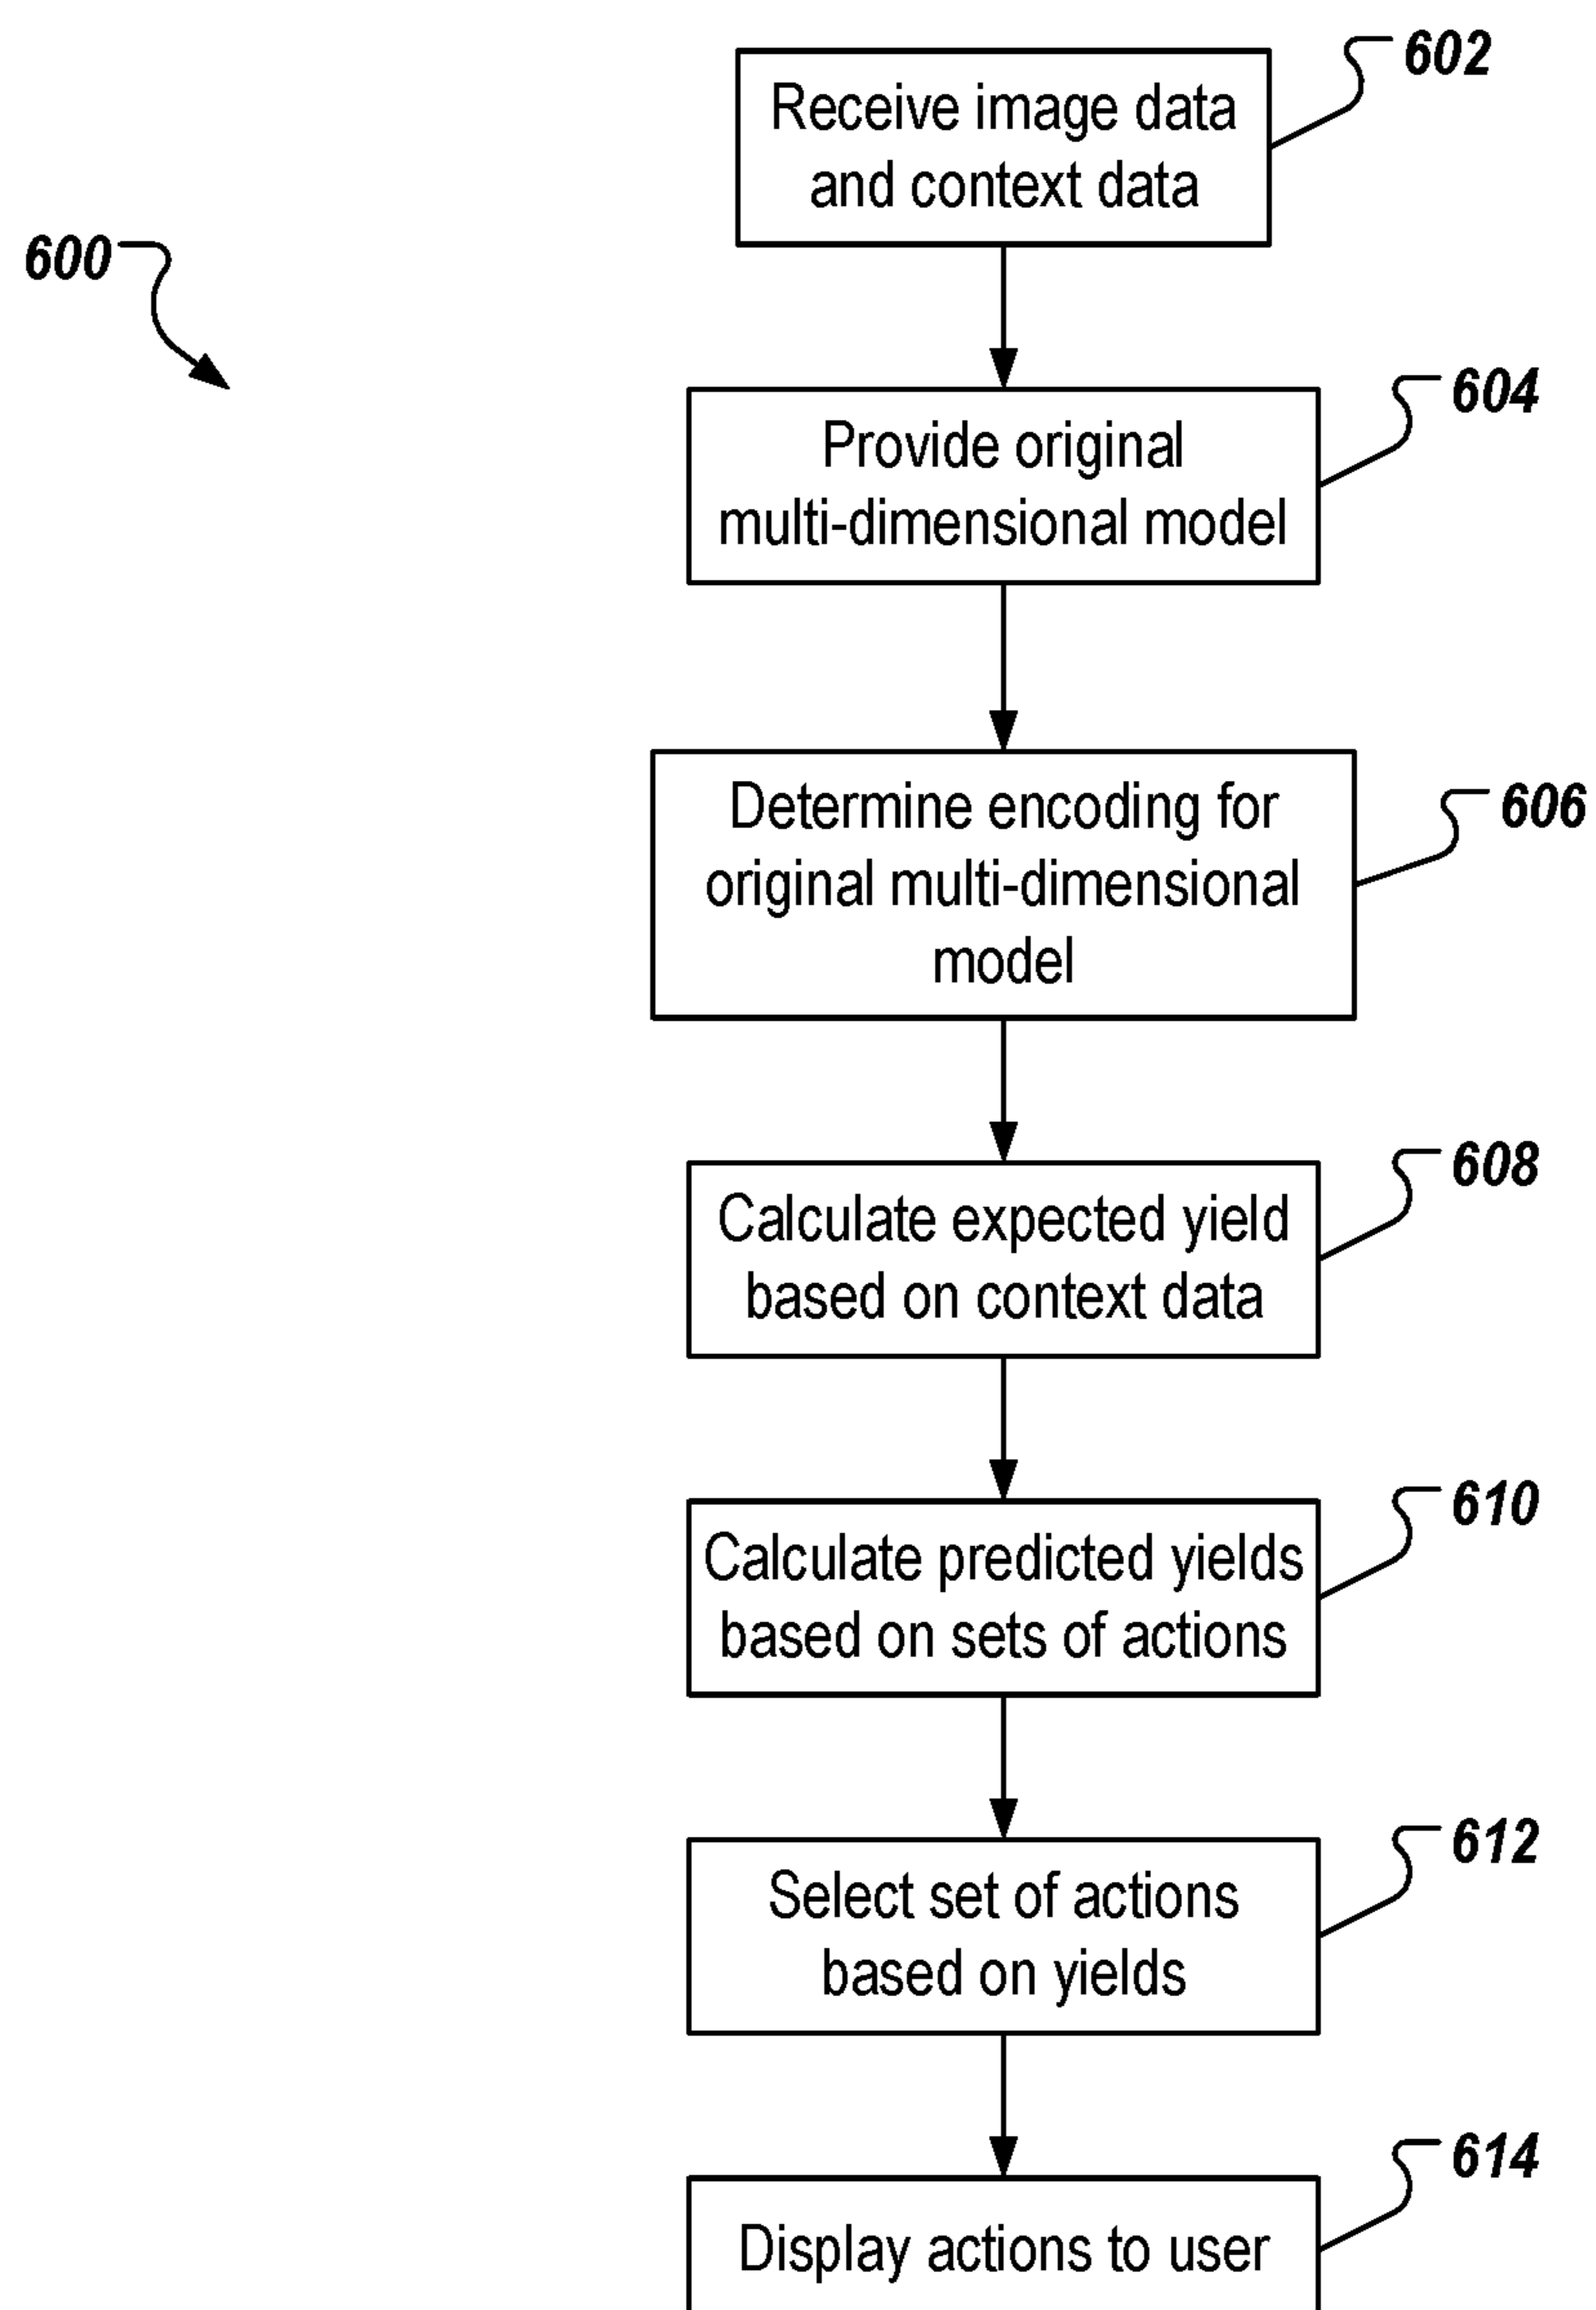 602
Receive image data
and context data
600
604
Provide original
multi-dimensional model
606
Determine encoding for
original multi-dimensional
model
608
Calculate expected yield
based on context data
610
Calculate predicted yields
based on sets of actions
612
Select set of actions
based on yields
614
Display actions to user